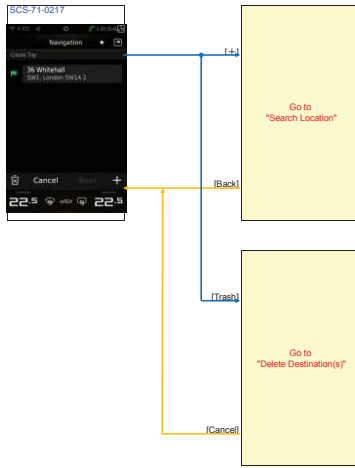 SCS-71-0217
Navigation
Create Trip
36 Whitehall
SW1, London SW1A 2
Cancel
Send
22.5
22.5
[+]
Go to
"Search Location"
[Back]
[Trash]
Go to
"Delete Destination(s)"
[Cancel]